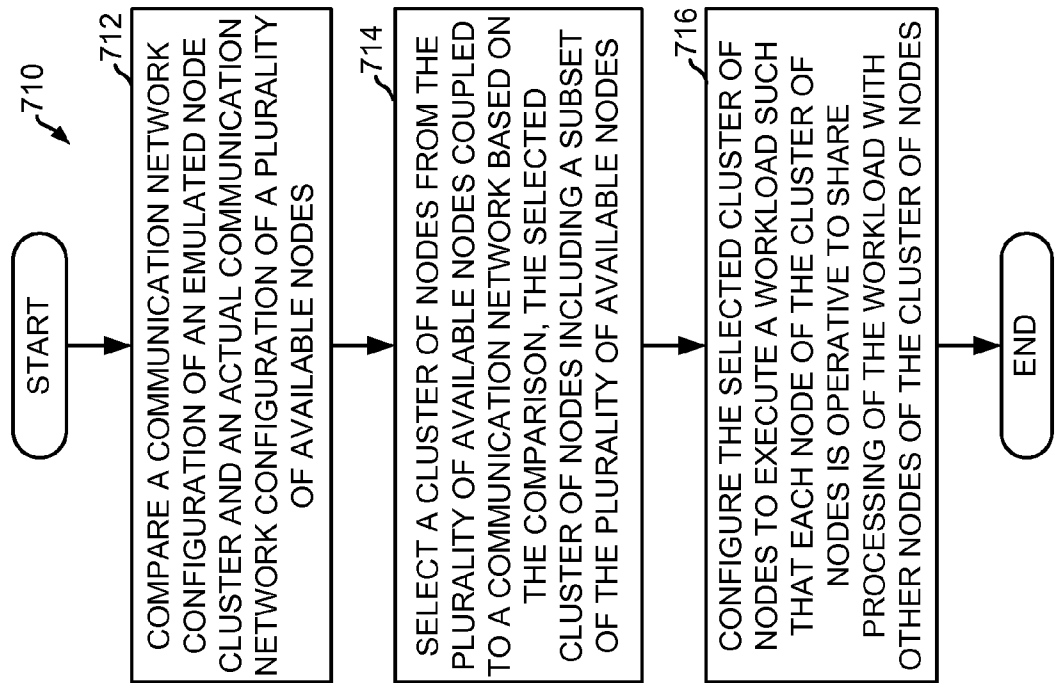 710
START
712
COMPARE A COMMUNICATION NETWORK
CONFIGURATION OF AN EMULATED NODE
CLUSTER AND AN ACTUAL COMMUNICATION
NETWORK CONFIGURATION OF A PLURALITY
OF AVAILABLE NODES
714
SELECT A CLUSTER OF NODES FROM THE
PLURALITY OF AVAILABLE NODES COUPLED
TO A COMMUNICATION NETWORK BASED ON
THE COMPARISON, THE SELECTED
CLUSTER OF NODES INCLUDING A SUBSET
OF THE PLURALITY OF AVAILABLE NODES
716
CONFIGURE THE SELECTED CLUSTER OF
NODES TO EXECUTE A WORKLOAD SUCH
THAT EACH NODE OF THE CLUSTER OF
NODES IS OPERATIVE TO SHARE
PROCESSING OF THE WORKLOAD WITH
OTHER NODES OF THE CLUSTER OF NODES
END